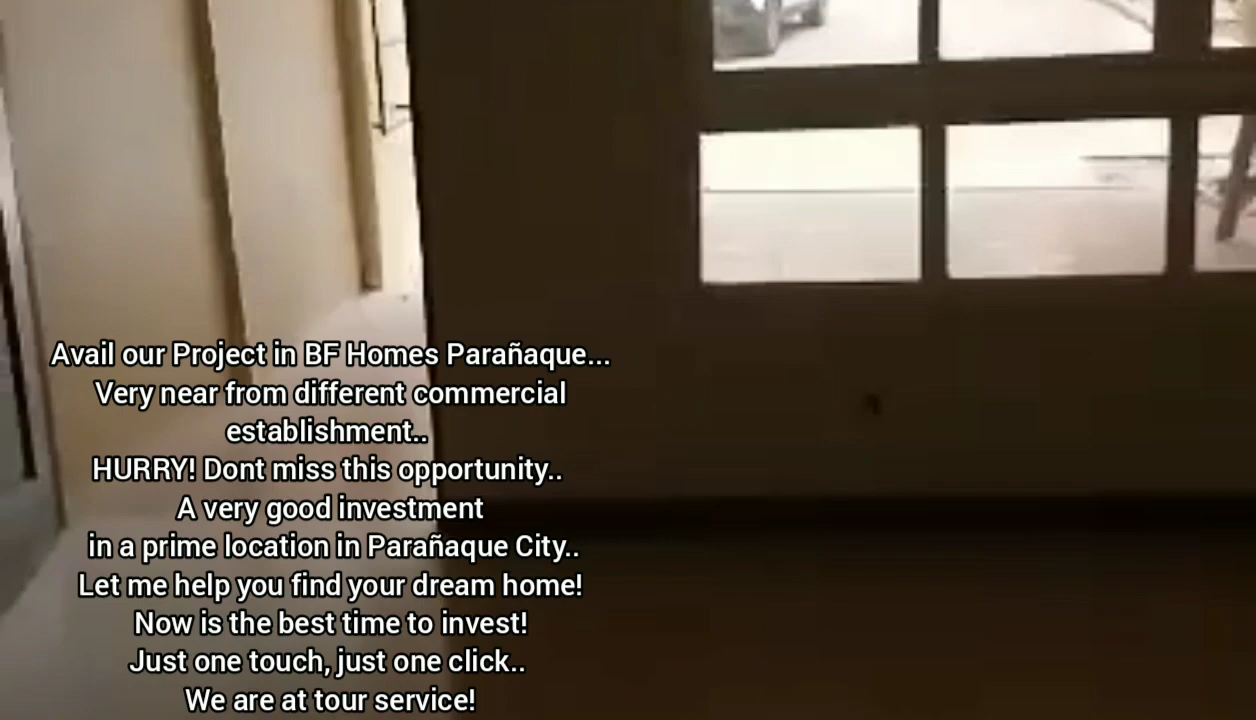 Avail our Project in BF Homes Parañaque...
Very near from different commercial
establishment..
HURRY! Dont miss this opportunity..
A very good investment
in a prime location in Parañaque City..
Let me help you find your dream home!
Now is the best time to invest!
Just one touch, just one click..
We are at tour service!